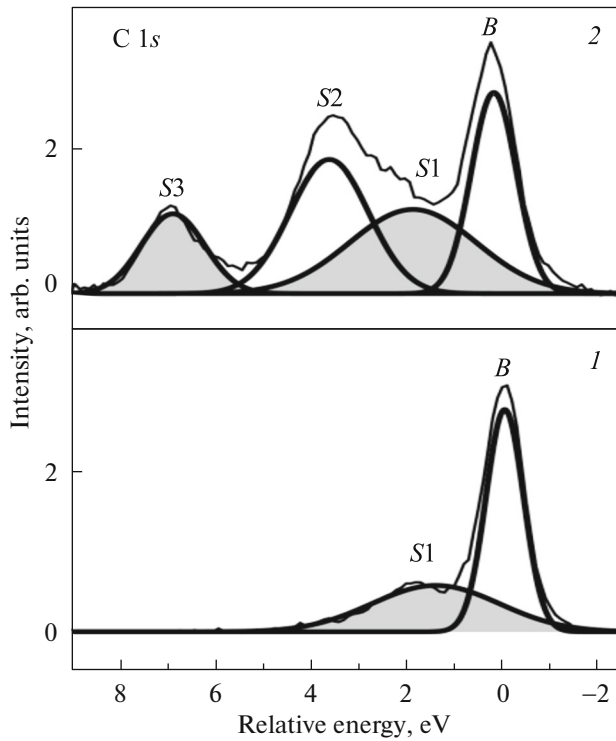 C 1s
B
2
S2
2
S1
S3
0
Intensity, arb. units
B
1
2
S1
0
8 6 4 2 0 −2
Relative energy, eV